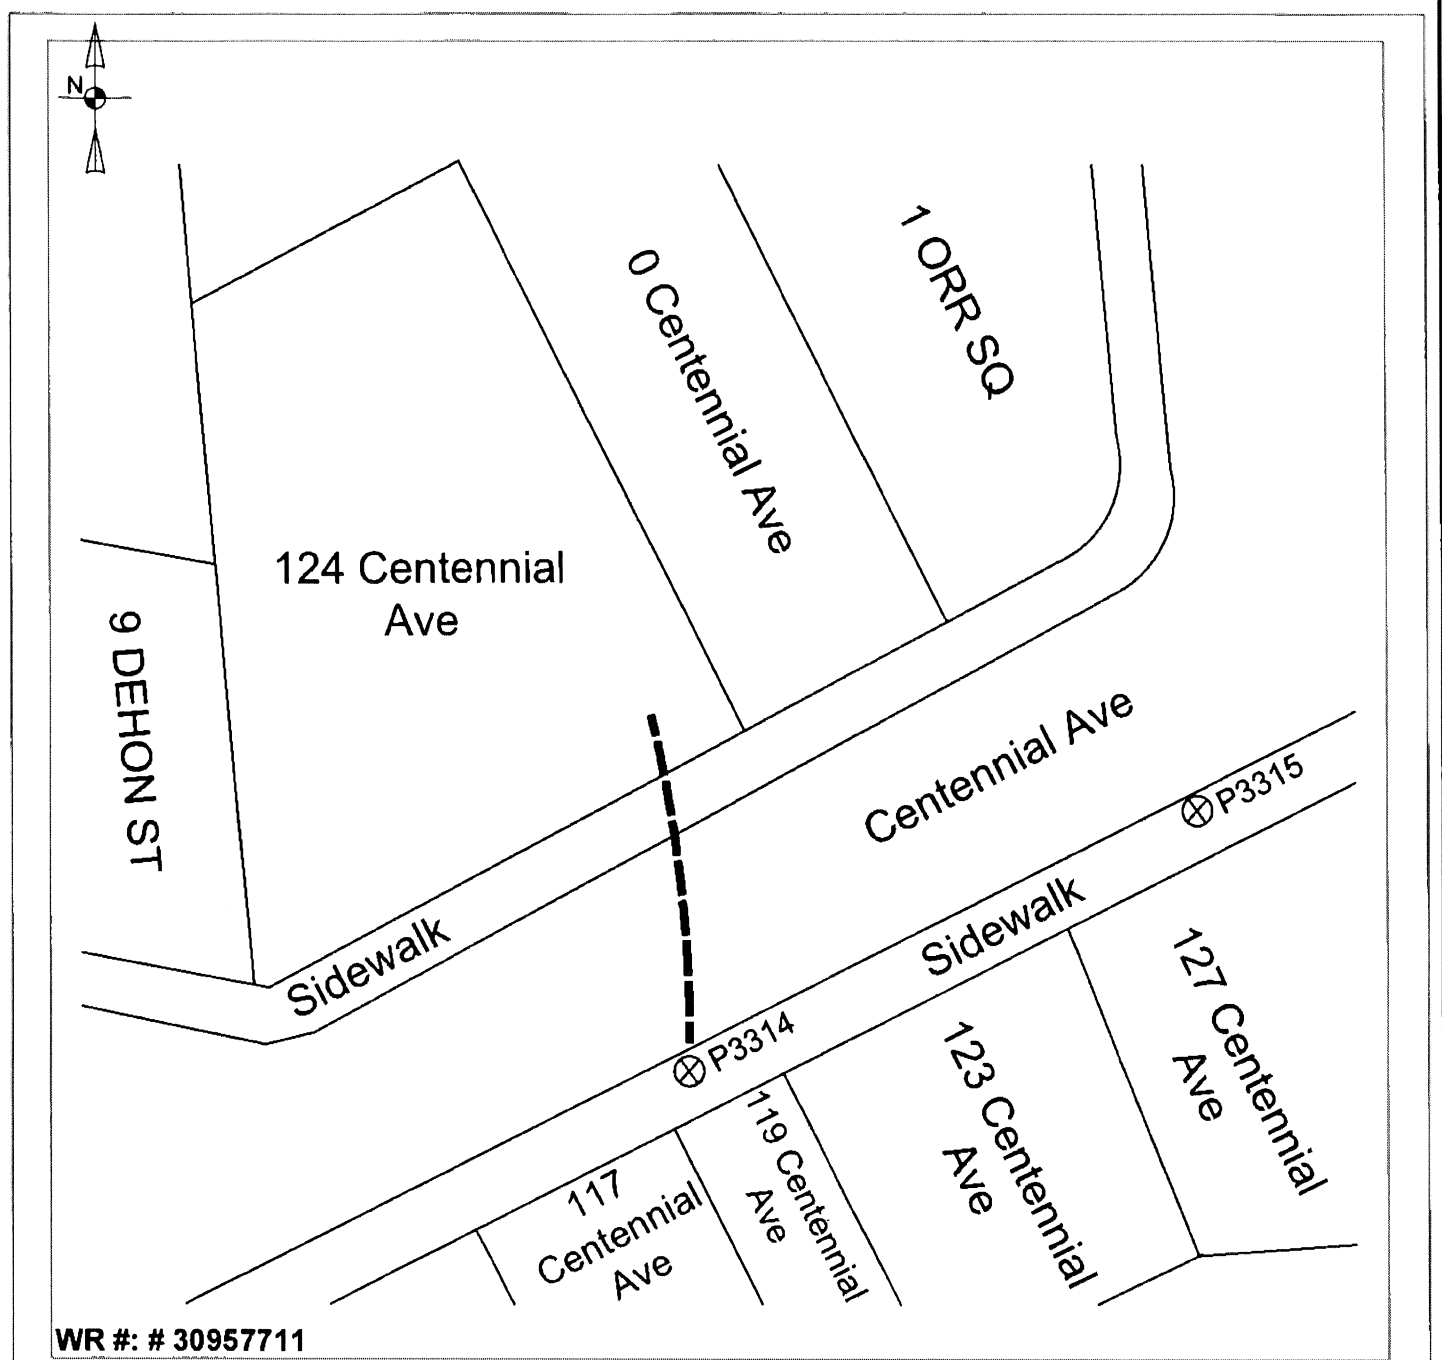 N
1 ORR SQ
0 Centennial Ave
124 Centennial
Ave
9 DEHON ST
Centennial Ave
P3315
Sidewalk
Sidewalk
127 Centennial
Ave
P3314
123 Centennial
Ave
119 Centennial
Ave
117
Centennial
Ave
WR #: # 30957711